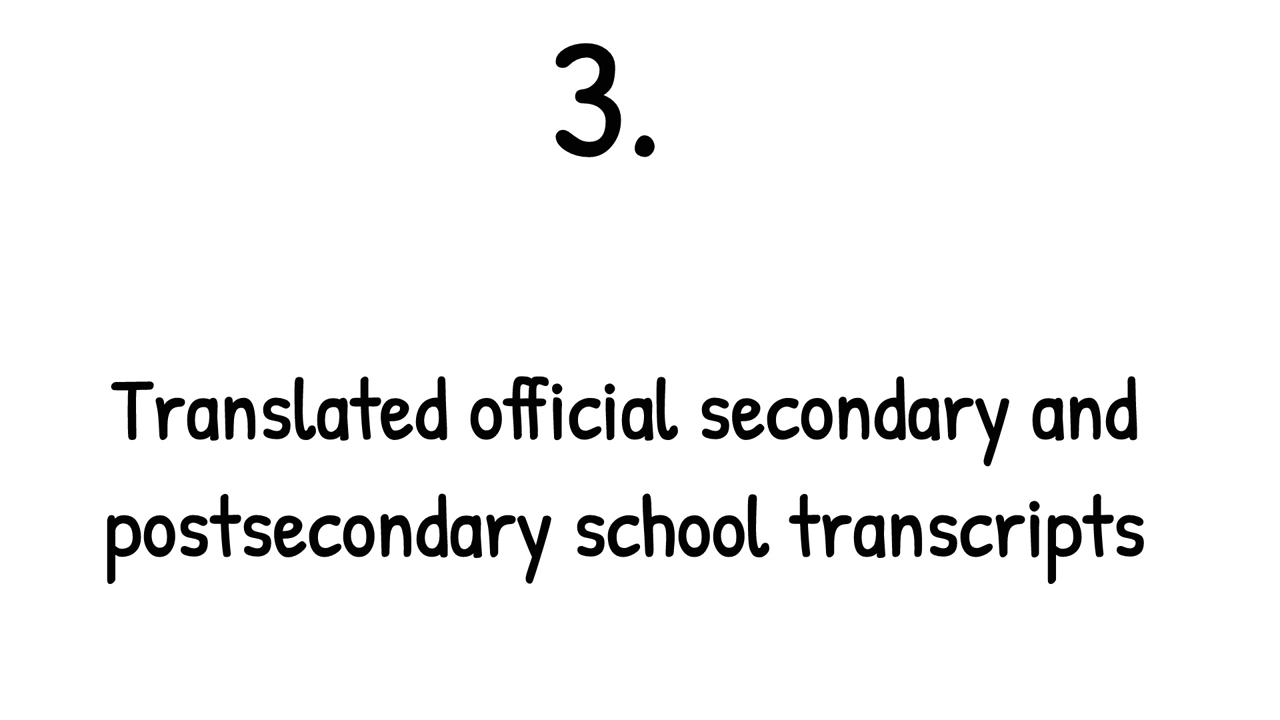 3.
Translated official secondary and
postsecondary school transcripts